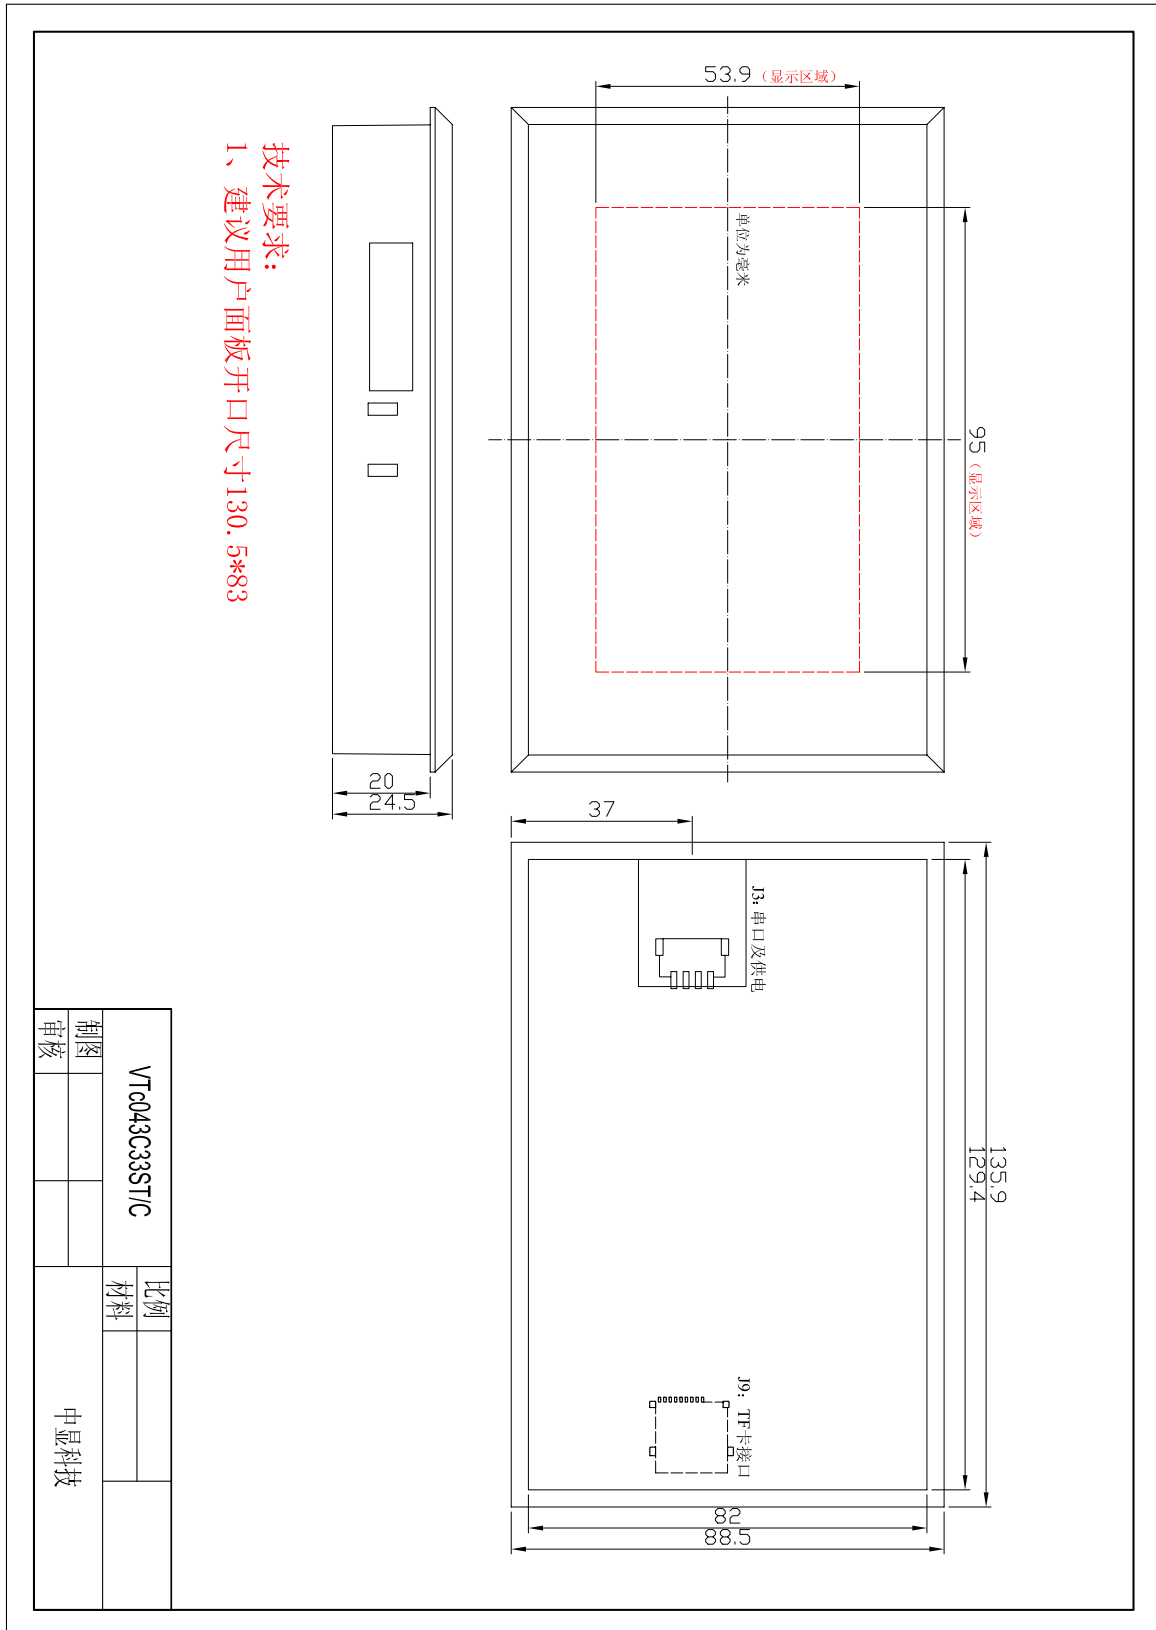 53.9（显示区域）
95（显示区域）
单位为毫米
20
24.5
技术要求:
1、建议用户面板开口尺寸130.5*83
37
J3:串口及供电
135.9
129.4
J9: TF卡接口
82
88.5
VTc043C33ST/C
比例
材料
制图
审核
中显科技